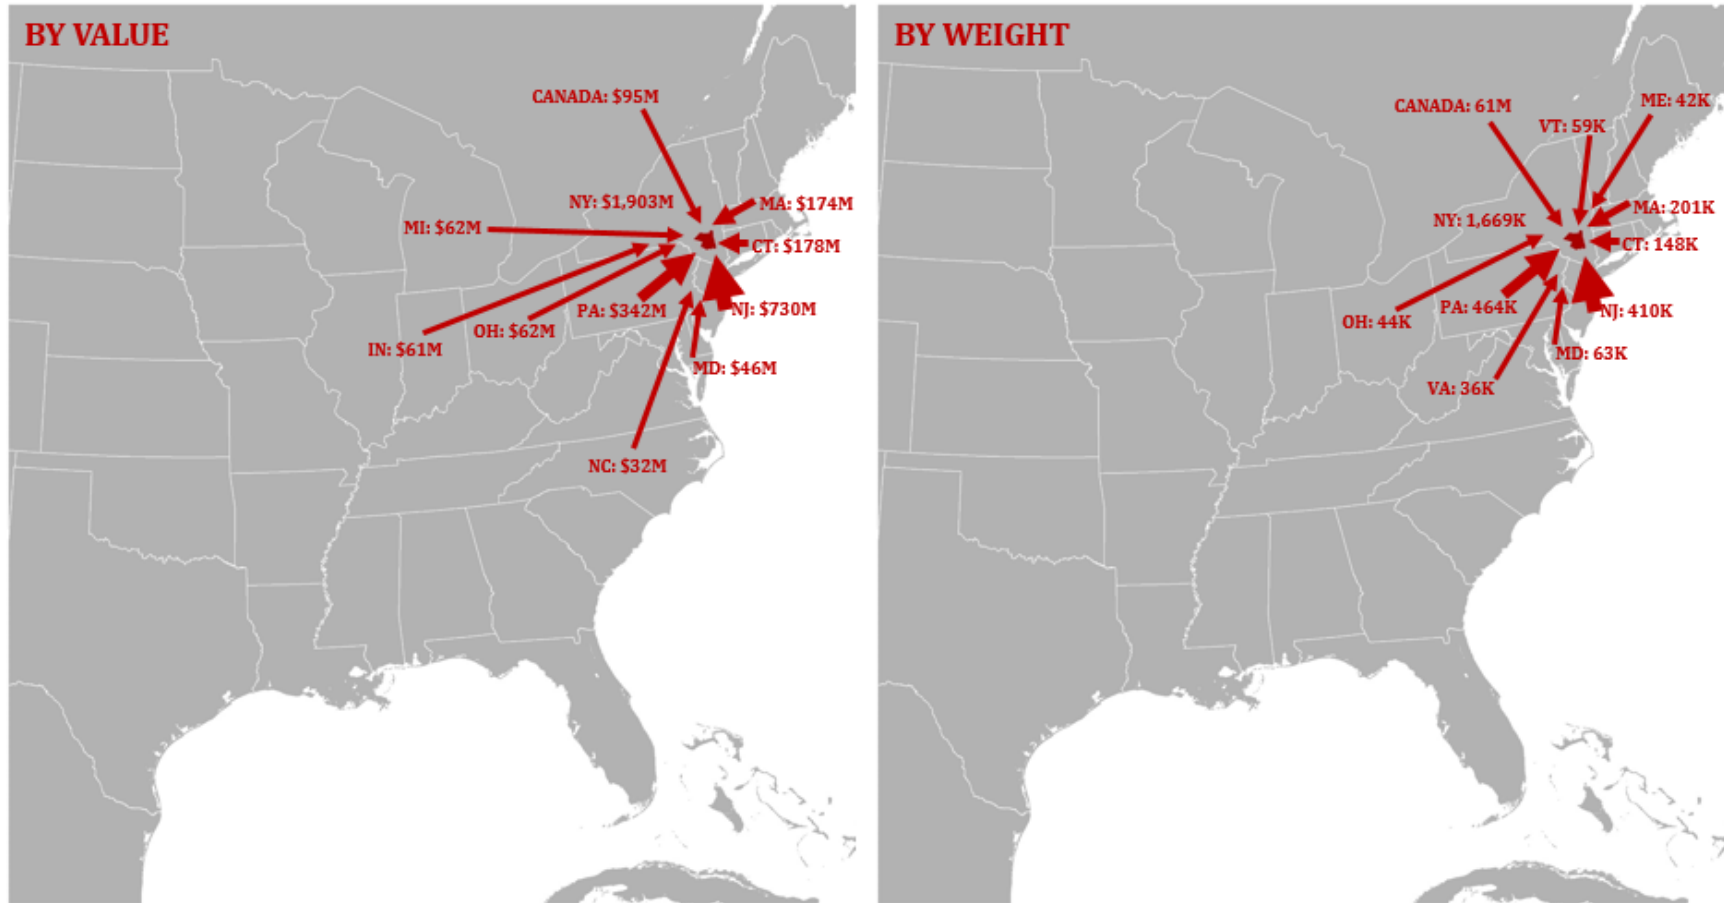 BY VALUE
CANADA: $95M
NY: $1,903M
MA: $174M
MI: $62M
CT: $178M
PA: $342M
NJ: $730M
OH: $62M
IN: $61M
MD: $46M
NC: $32M
BY WEIGHT
ME: 42K
CANADA: 61M
VT: 59K
MA: 201K
NY: 1,669K
CT: 148K
PA: 464K
NJ: 410K
OH: 44K
MD: 63K
VA: 36K